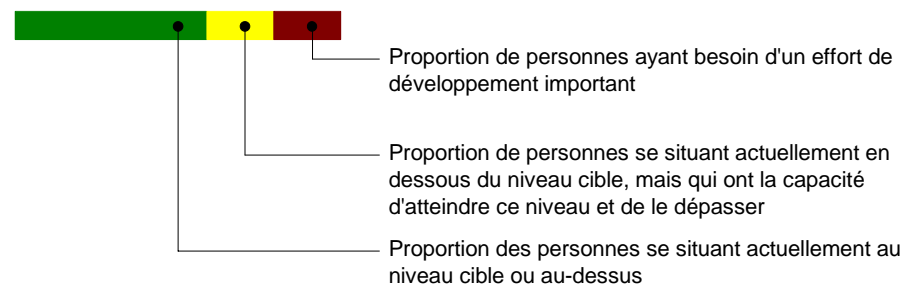 Proportion de personnes ayant besoin d'un effort de
développement important
Proportion de personnes se situant actuellement en
dessous du niveau cible, mais qui ont la capacité
d'atteindre ce niveau et de le dépasser
Proportion des personnes se situant actuellement au
niveau cible ou au-dessus